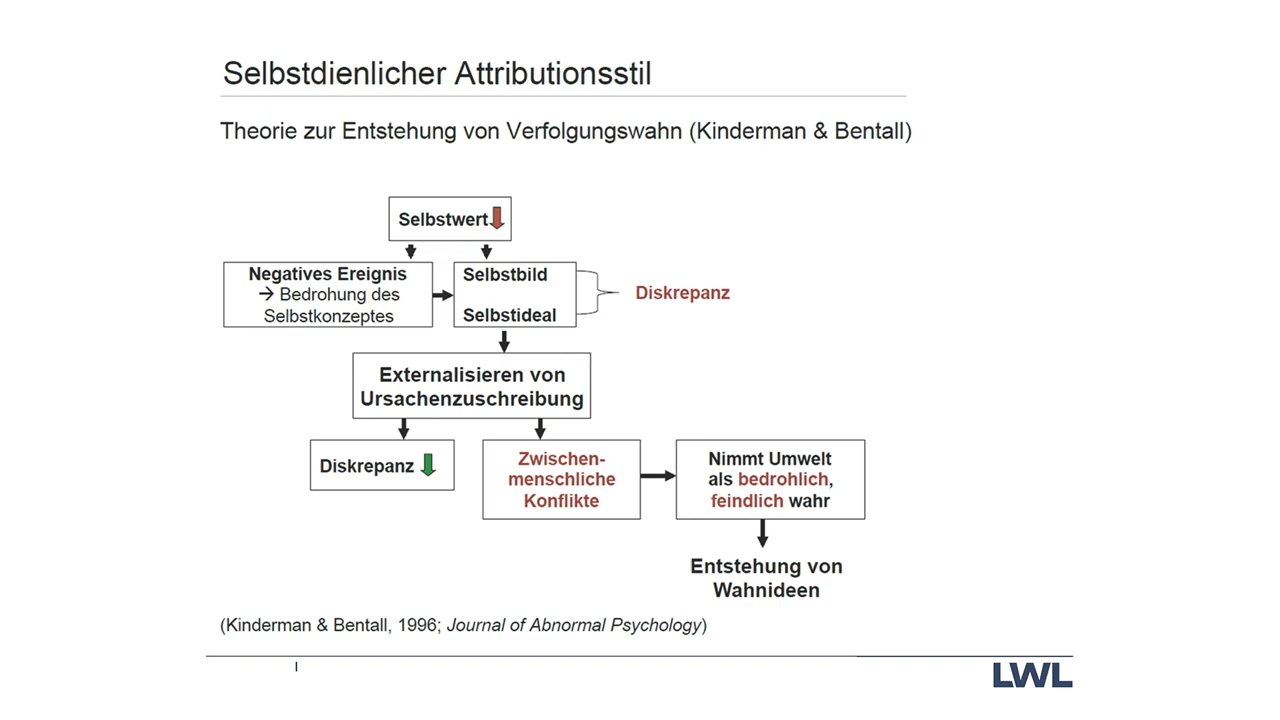 Selbstdienlicher Attributionsstil
Theorie zur Entstehung von Verfolgungswahn (Kinderman & Bentall)
Selbstwert
Negatives Ereignis
→ Bedrohung des
Selbstkonzeptes
Selbstbild
Selbstideal
Diskrepanz
Externalisieren von
Ursachenzuschreibung
Diskrepanz
Zwischen-
menschliche
Konflikte
Nimmt Umwelt
als bedrohlich,
feindlich wahr
Entstehung von
Wahnideen
(Kinderman & Bentall, 1996; Journal of Abnormal Psychology)
I
LWL